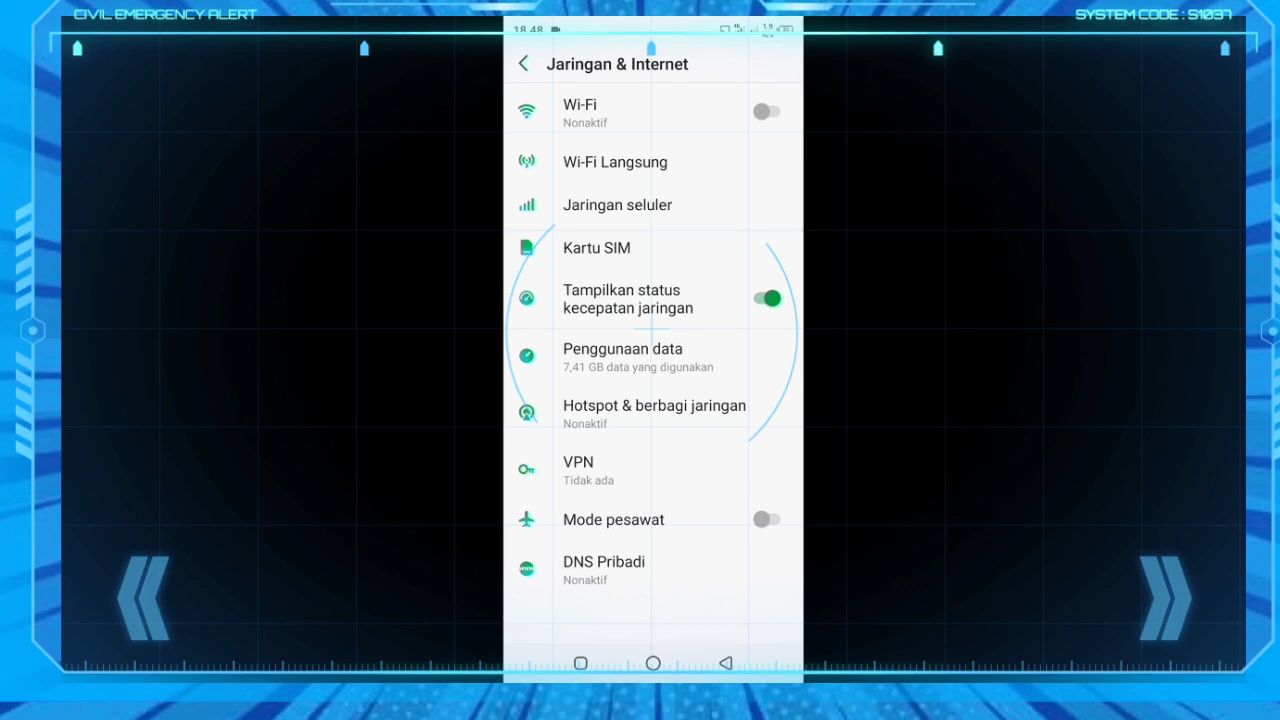 CIVIL EMERGENCY ALERT
SYSTEM CODE : S1037
18.48
Jaringan & Internet
Wi-Fi
Nonaktif
Wi-Fi Langsung
Jaringan seluler
Kartu SIM
Tampilkan status
kecepatan jaringan
Penggunaan data
7,41 GB data yang digunakan
Hotspot & berbagi jaringan
Nonaktif
VPN
Tidak ada
Mode pesawat
DNS Pribadi
Nonaktif